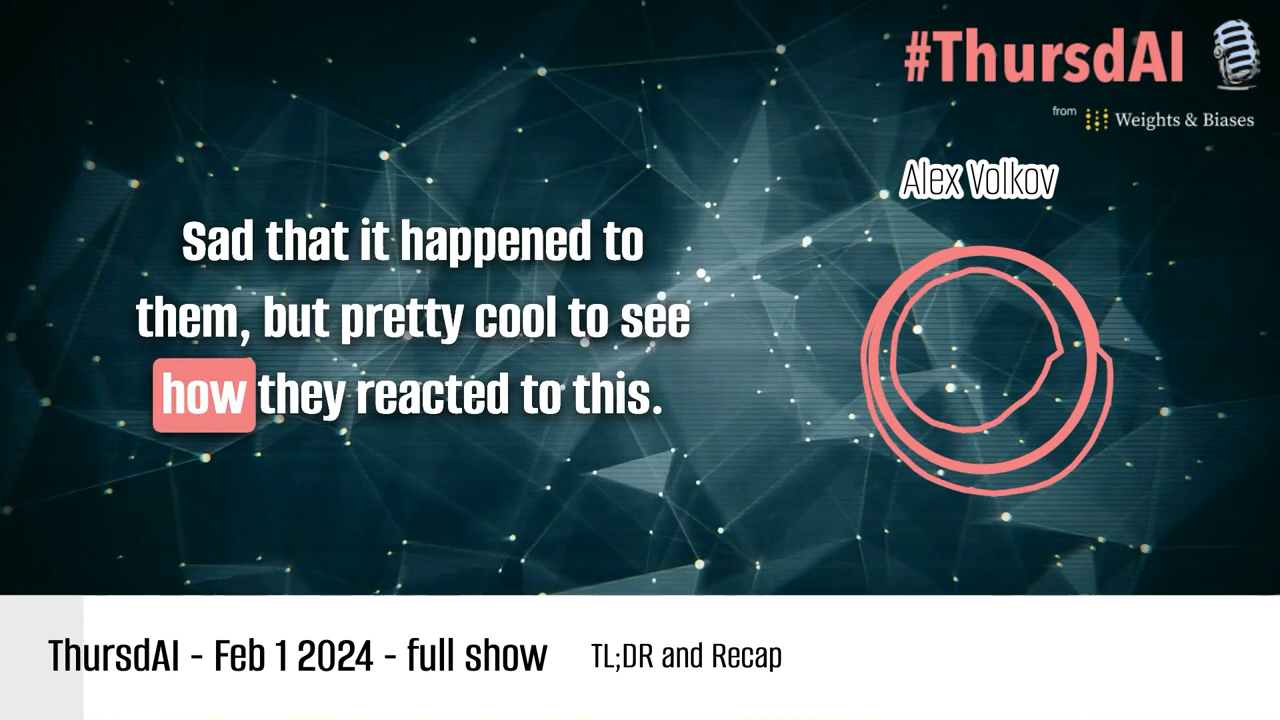 #ThursdAI
from Weights & Biases
Alex Volkov
Sad that it happened to
them, but pretty cool to see
how they reacted to this.
ThursdAI - Feb 1 2024 - full show
TL;DR and Recap